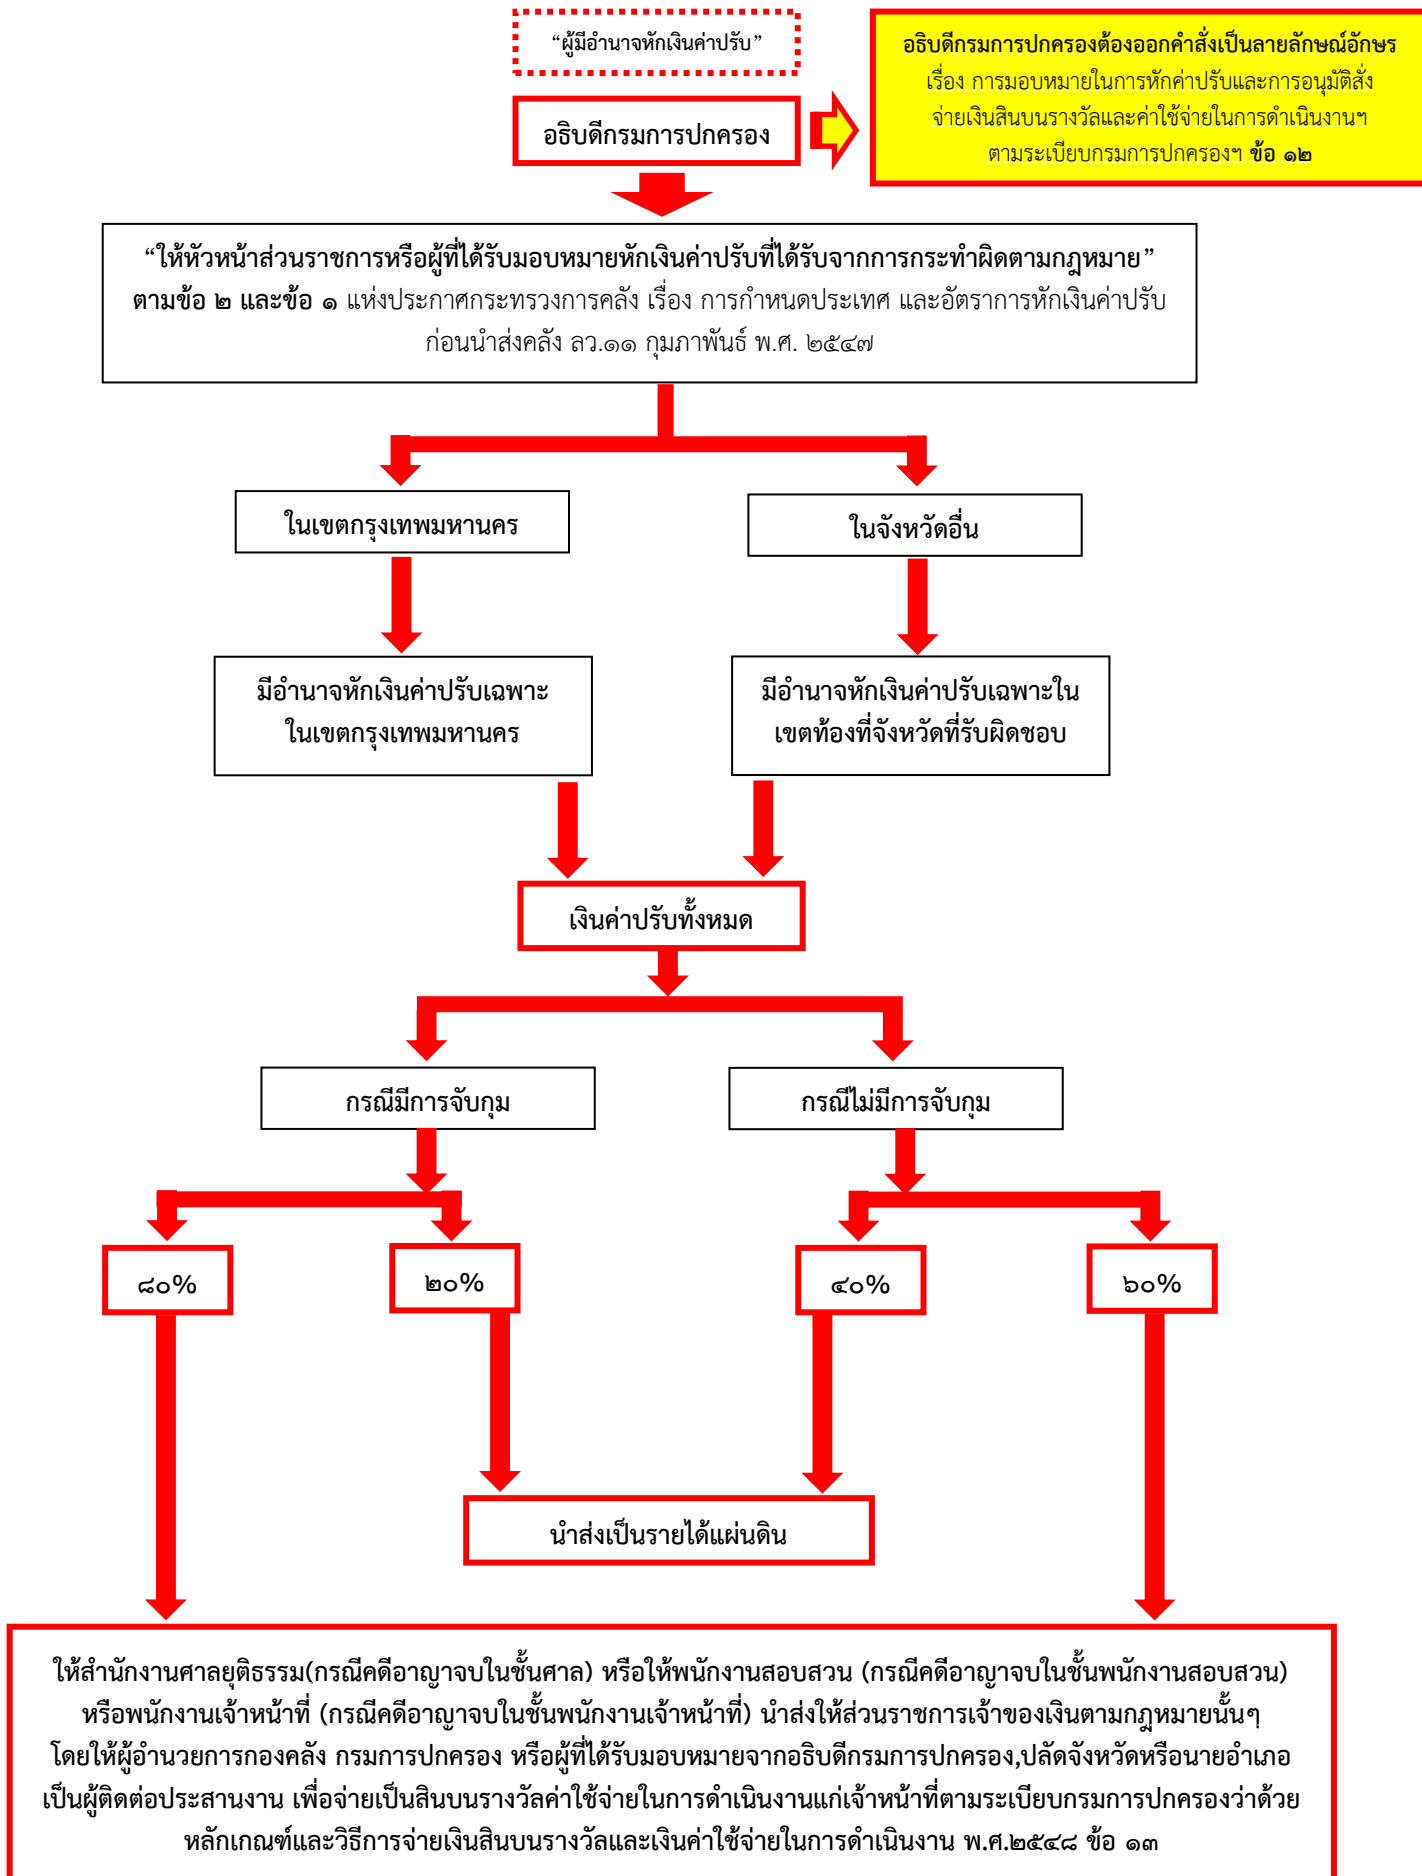 “ผู้มีอำนาจหักเงินค่าปรับ”
อธิบดีกรมการปกครอง
อธิบดีกรมการปกครองต้องออกคำสั่งเป็นลายลักษณ์อักษร
เรื่อง การมอบหมายในการหักค่าปรับและการอนุมัติสั่ง
จ่ายเงินสินบนรางวัลและค่าใช้จ่ายในการดำเนินงานฯ
ตามระเบียบกรมการปกครองฯ ข้อ ๑๒
“ให้หัวหน้าส่วนราชการหรือผู้ที่ได้รับมอบหมายหักเงินค่าปรับที่ได้รับจากการกระทำผิดตามกฎหมาย”
ตามข้อ ๒ และข้อ ๑ แห่งประกาศกระทรวงการคลัง เรื่อง การกำหนดประเภท และอัตราการหักเงินค่าปรับ
ก่อนนำส่งคลัง ลว.๑๑ กุมภาพันธ์ พ.ศ. ๒๕๔๗
ในเขตกรุงเทพมหานคร
ในจังหวัดอื่น
มีอำนาจหักเงินค่าปรับเฉพาะ
ในเขตกรุงเทพมหานคร
มีอำนาจหักเงินค่าปรับเฉพาะใน
เขตท้องที่จังหวัดที่รับผิดชอบ
เงินค่าปรับทั้งหมด
กรณีมีการจับกุม
กรณีไม่มีการจับกุม
๘๐%
๒๐%
๔๐%
๖๐%
นำส่งเป็นรายได้แผ่นดิน
ให้สำนักงานศาลยุติธรรม(กรณีคดีอาญาจบในชั้นศาล) หรือให้พนักงานสอบสวน (กรณีคดีอาญาจบในชั้นพนักงานสอบสวน)
หรือพนักงานเจ้าหน้าที่ (กรณีคดีอาญาจบในชั้นพนักงานเจ้าหน้าที่) นำส่งให้ส่วนราชการเจ้าของเงินตามกฎหมายนั้นๆ
โดยให้ผู้อำนวยการกองคลัง กรมการปกครอง หรือผู้ที่ได้รับมอบหมายจากอธิบดีกรมการปกครอง,ปลัดจังหวัดหรือนายอำเภอ
เป็นผู้ติดต่อประสานงาน เพื่อจ่ายเป็นสินบนรางวัลค่าใช้จ่ายในการดำเนินงานแก่เจ้าหน้าที่ตามระเบียบกรมการปกครองว่าด้วย
หลักเกณฑ์และวิธีการจ่ายเงินสินบนรางวัลและเงินค่าใช้จ่ายในการดำเนินงาน พ.ศ.๒๕๔๘ ข้อ ๑๓